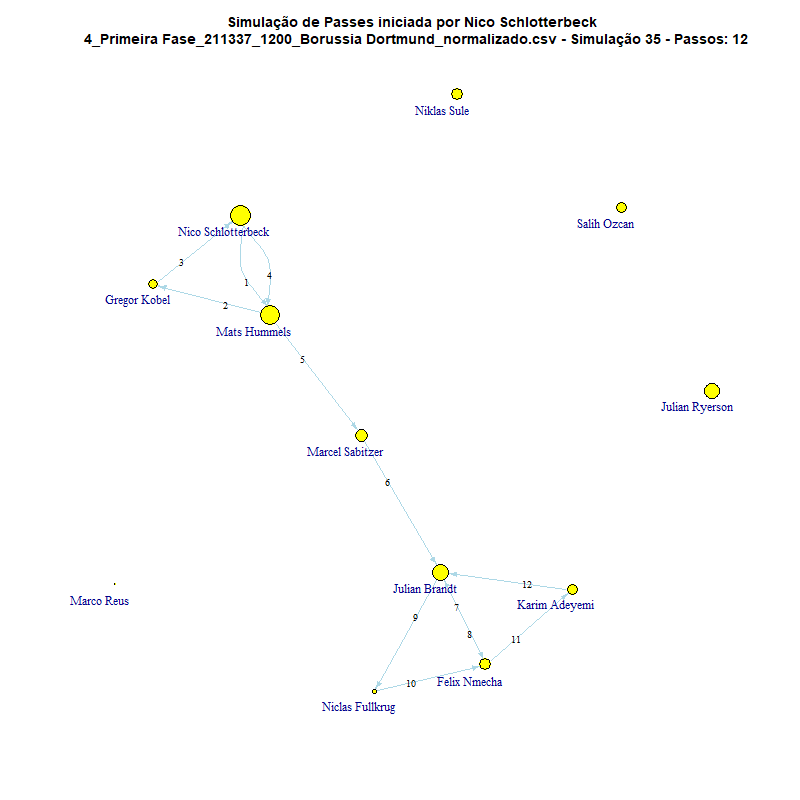 Simulação de Passes iniciada por Nico Schlotterbeck
4_Primeira Fase_211337_1200_Borussia Dortmund_normalizado.csv - Simulação 35 - Passos: 12
Niklas Sule
Salih Ozcan
Nico Schlotterbeck
3
4
1
Gregor Kobel
2
Mats Hummels
5
Julian Ryerson
Marcel Sabitzer
6
12
Julian Brandt
Marco Reus
Karim Adeyemi
7
9
8
11
10
Felix Nmecha
Niclas Fullkrug